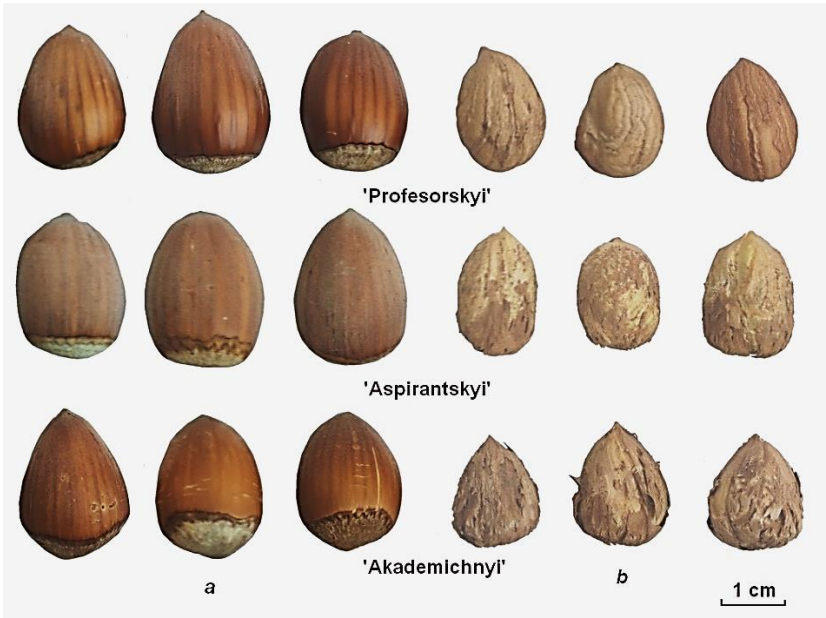 'Profesorskyi'
'Aspirantskyi'
'Akademichnyi'
a
b
1 cm